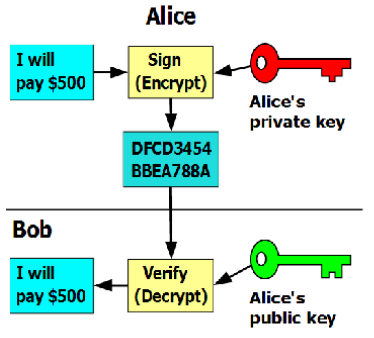 Alice
I will
pay $500
Sign
(Encrypt)
Alice's
private key
DFCD3454
BBEA788A
Bob
I will
pay $500
Verify
(Decrypt)
Alice's
public key